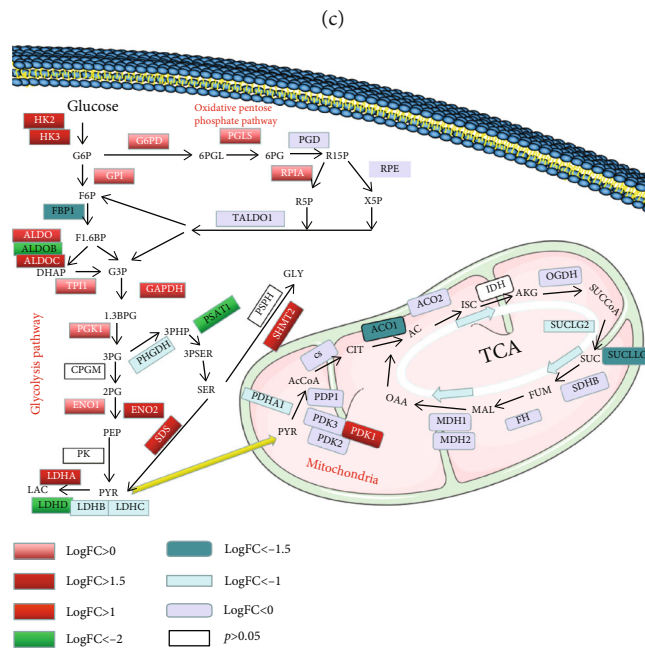 (c)
Glucose
Oxidative pentose
phosphate pathway
HK2
HK3
G6PD
PGLS
PGD
G6P
6PGL
6PG
R15P
RPE
GPI
RPIA
F6P
R5P
X5P
FBP1
TALDO1
ALDO
F1.6BP
ALDOB
ALDOC
DHAP
G3P
TPI1
GAPDH
GLY
PSPH
SHMT2
1.3BPG
PSAT1
PGK1
3PHP
PHGDH
3PG
3PSER
CPGM
SER
2PG
ENO1
ENO2
PEP
SDS
PK
LDHA
LAC
PYR
LDHD
LDHB
LDHC
Glycolysis pathway
IDH
OGDH
ACO2
ISC
AKG
SUCCoA
ACO1
AC
SUCLG2
cs
CIT
TCA
SUC
SUCLLG
AcCoA
PDHA1
PDP1
OAA
FUM
SDHB
MAL
FH
PDK3
PDK1
PYR
PDK2
MDH1
MDH2
Mitochondria
LogFC>0
LogFC<–1.5
LogFC>1.5
LogFC<–1
LogFC>1
LogFC<0
LogFC<–2
p>0.05